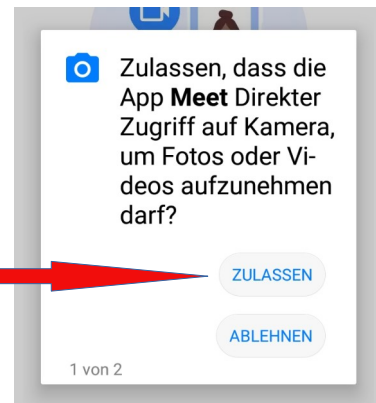 Zulassen, dass die
App Meet Direkter
Zugriff auf Kamera,
um Fotos oder Vi-
deos aufzunehmen
darf?
ZULASSEN
ABLEHNEN
1 von 2